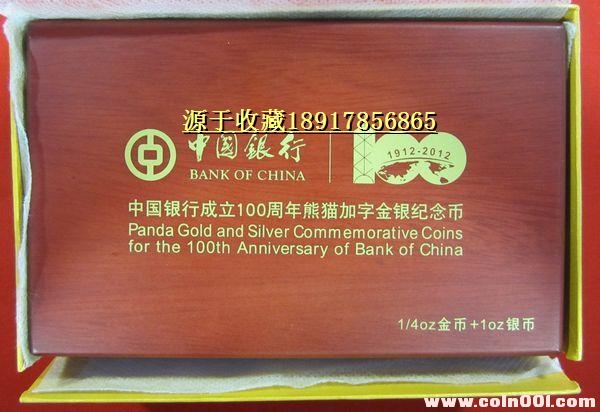 源于收藏18917856865
中国银行
BANK OF CHINA
100
1912-2012
中国银行成立100周年熊猫加字金银纪念币
Panda Gold and Silver Commemorative Coins
for the 100th Anniversary of Bank of China
1/4oz金币+1oz银币
www.coin001.com